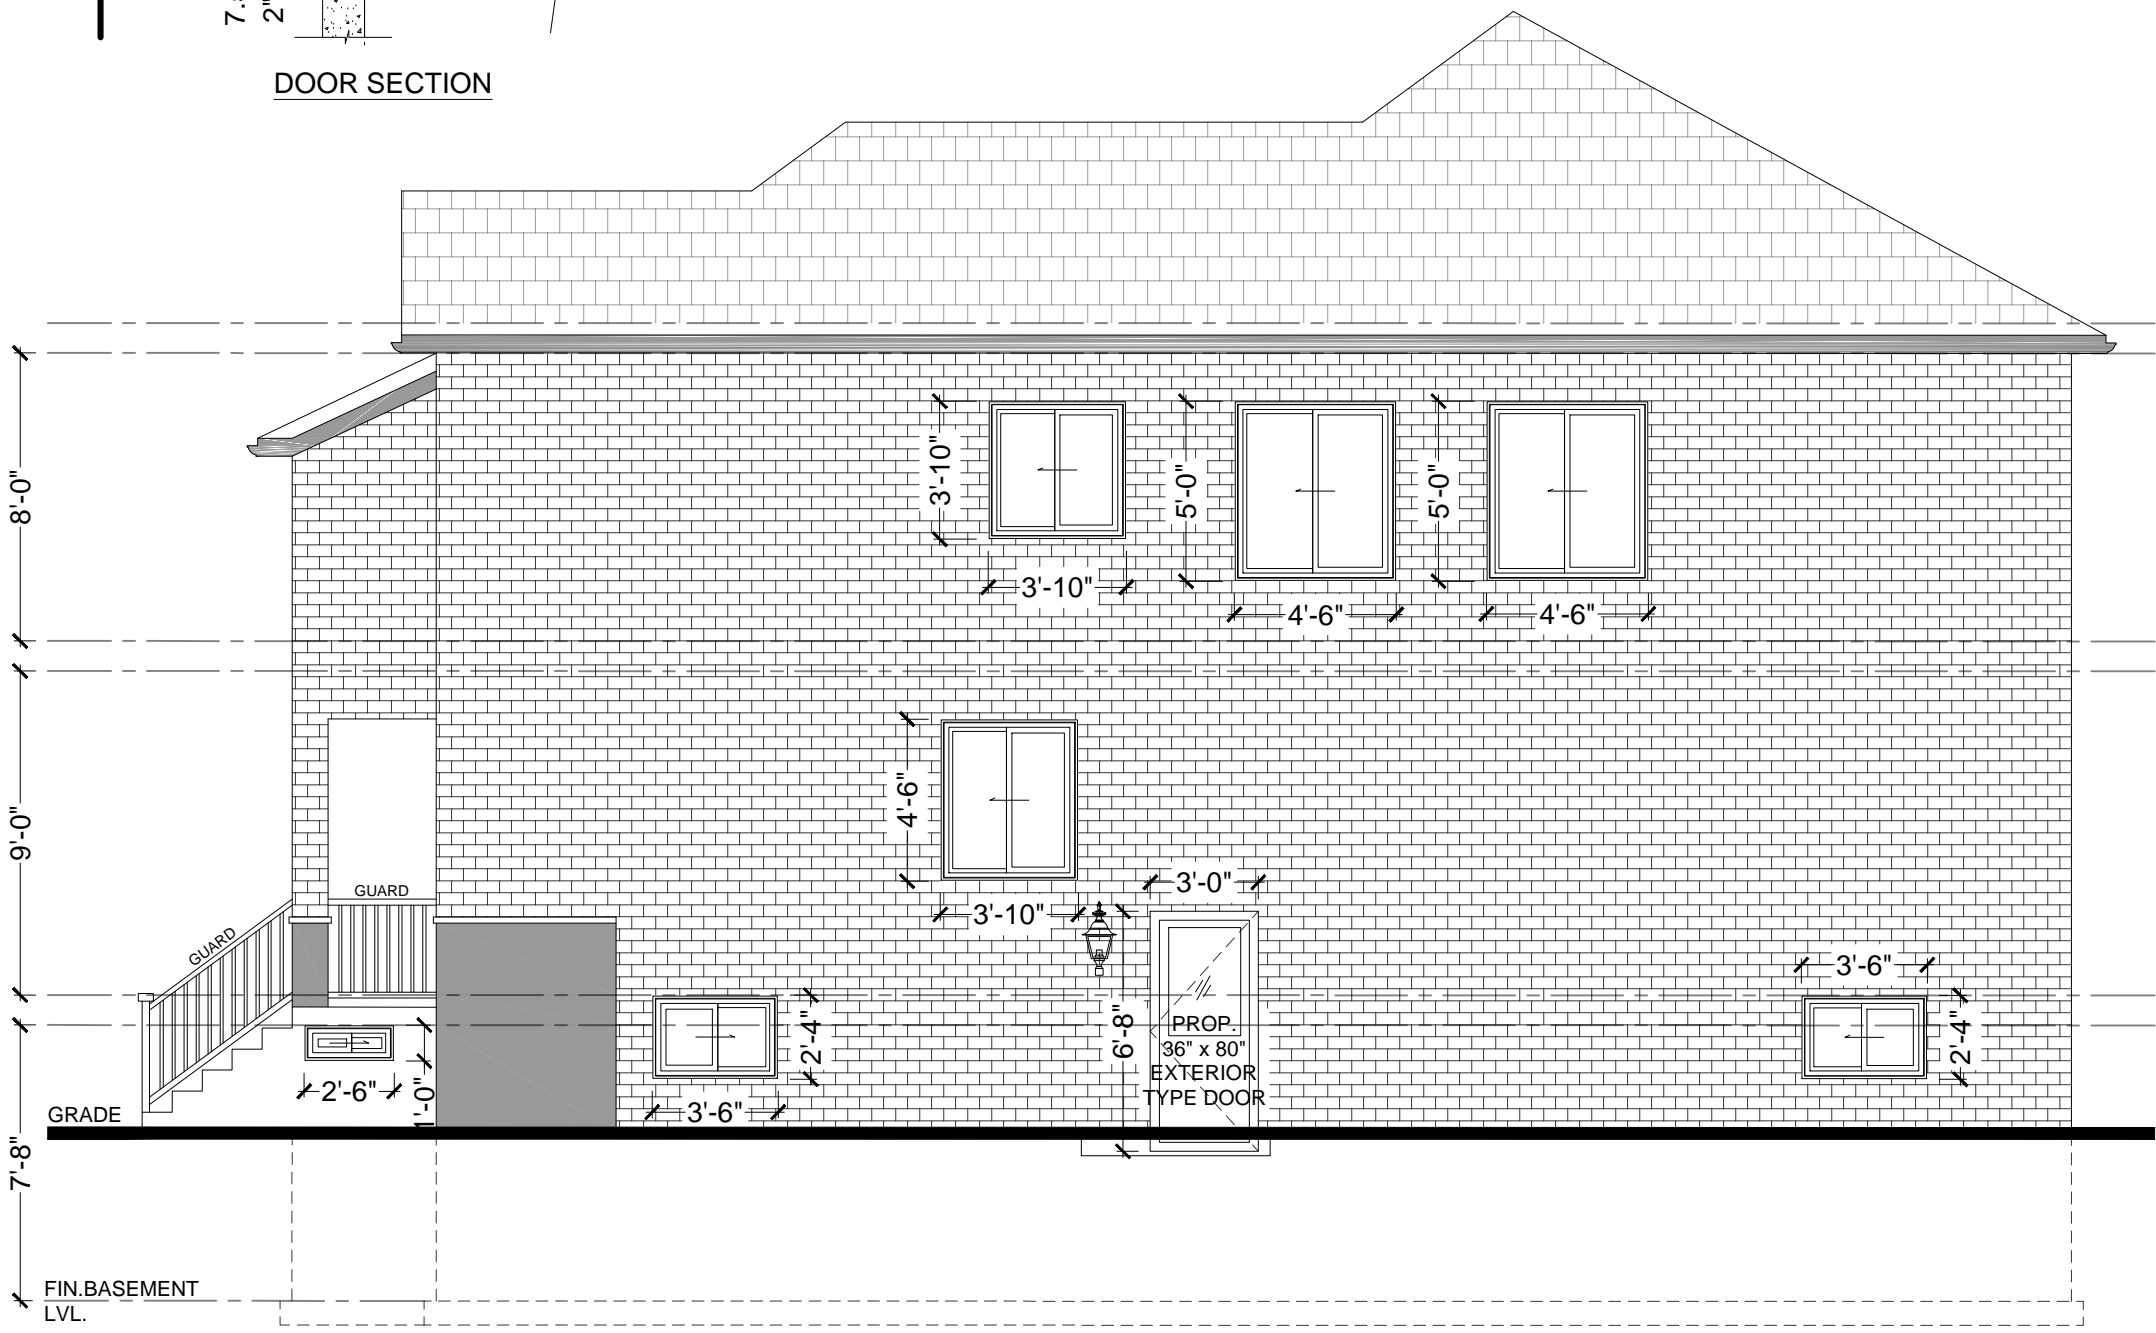 2"
DOOR SECTION
8'-0"
3'-10"
5'-0"
5'-0"
3'-10"
4'-6"
4'-6"
9'-0"
4'-6"
3'-10"
3'-0"
GUARD
GUARD
3'-6"
2'-4"
6'-8"
PROP.
36" x 80"
EXTERIOR
TYPE DOOR
2'-4"
2'-6"
1'-0"
3'-6"
GRADE
7'-8"
FIN.BASEMENT
LVL.